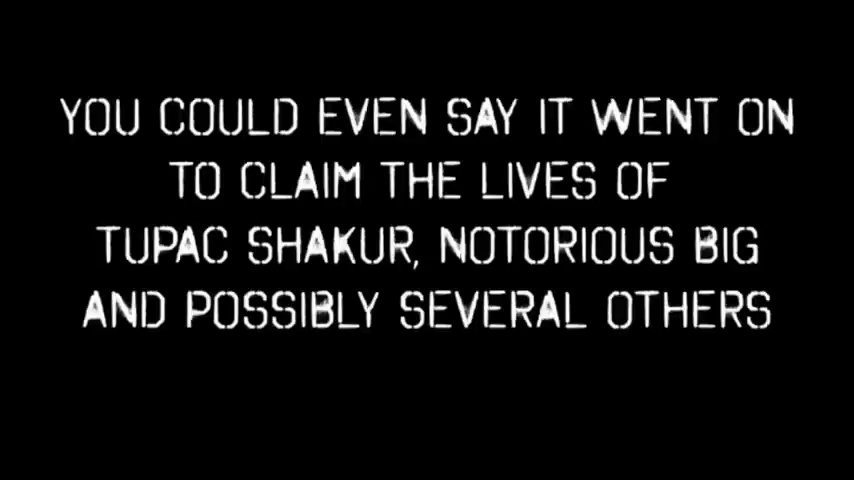 YOU COULD EVEN SAY IT WENT ON
TO CLAIM THE LIVES OF
TUPAC SHAKUR, NOTORIOUS BIG
AND POSSIBLY SEVERAL OTHERS